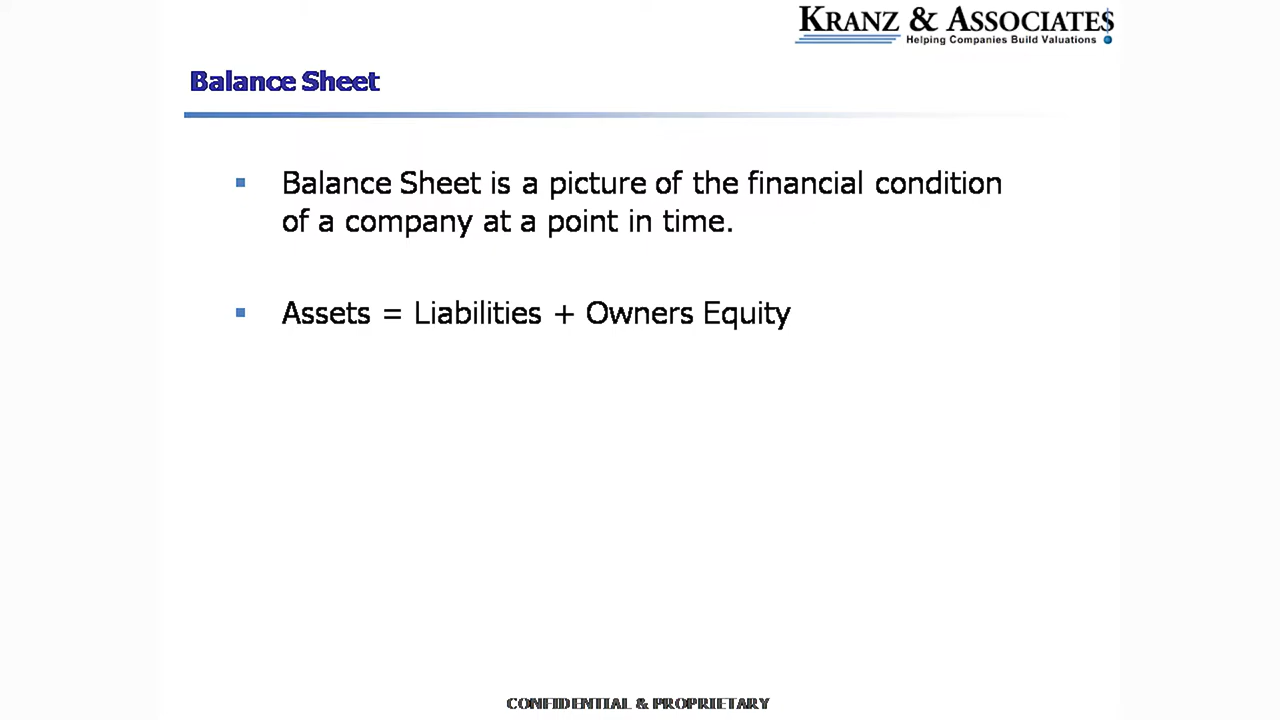 KRANZ & ASSOCIATES
Helping Companies Build Valuations
Balance Sheet
Balance Sheet is a picture of the financial condition
of a company at a point in time.
Assets = Liabilities + Owners Equity
CONFIDENTIAL & PROPRIETARY